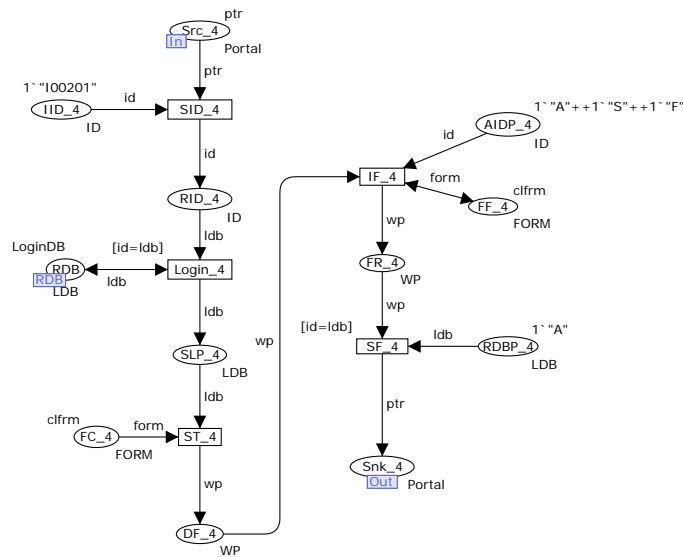 ptr
Src_4
In
Portal
ptr
1`"I00201"
id
IID_4
SID_4
ID
id
RID_4
ID
ldb
LoginDB
[id=ldb]
RDB
RDB
ldb
Login_4
LDB
ldb
SLP_4
LDB
ldb
clfrm
form
FC_4
ST_4
FORM
wp
DF_4
WP
wp
1`"A"++1`"S"++1`"F"
id
AIDP_4
ID
IF_4
form
clfrm
FF_4
FORM
wp
FR_4
WP
wp
[id=ldb]
ldb
1`"A"
SF_4
RDBP_4
LDB
ptr
Snk_4
Out
Portal